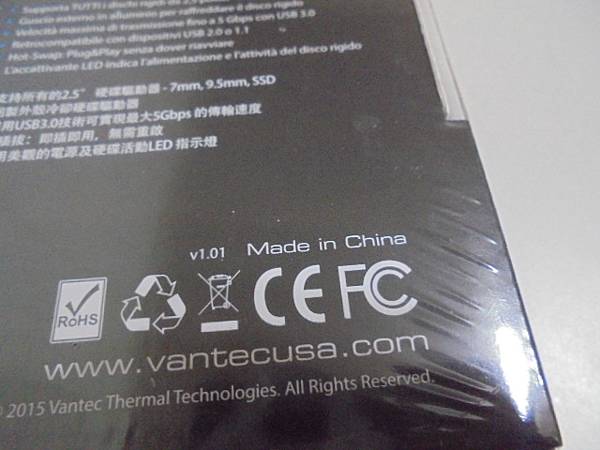 Supporta TUTTI i dischi rigidi da 2,5
Guscio esterno in alluminio per raffreddare il disco rigido
Velocità massima di trasmissione fino a 5 Gbps con USB 3.0
Retrocompatibile con dispositivi USB 2.0 o 1.1
Hot-Swap: Plug&Play senza dover riavviare
L'accattivante LED indica l'alimentazione e l'attività del disco rigido
支持所有的2.5" 硬碟驅動器 - 7mm, 9.5mm, SSD
製外殼冷卻硬碟驅動器
用USB3.0技術可實現最大5Gbps 的傳輸速度
插拔：即插即用，無需重啟
用美觀的電源及硬碟活動LED 指示燈
v1.01 Made in China
RoHS CE FC
www.vantecusa.com
© 2015 Vantec Thermal Technologies. All Rights Reserved.